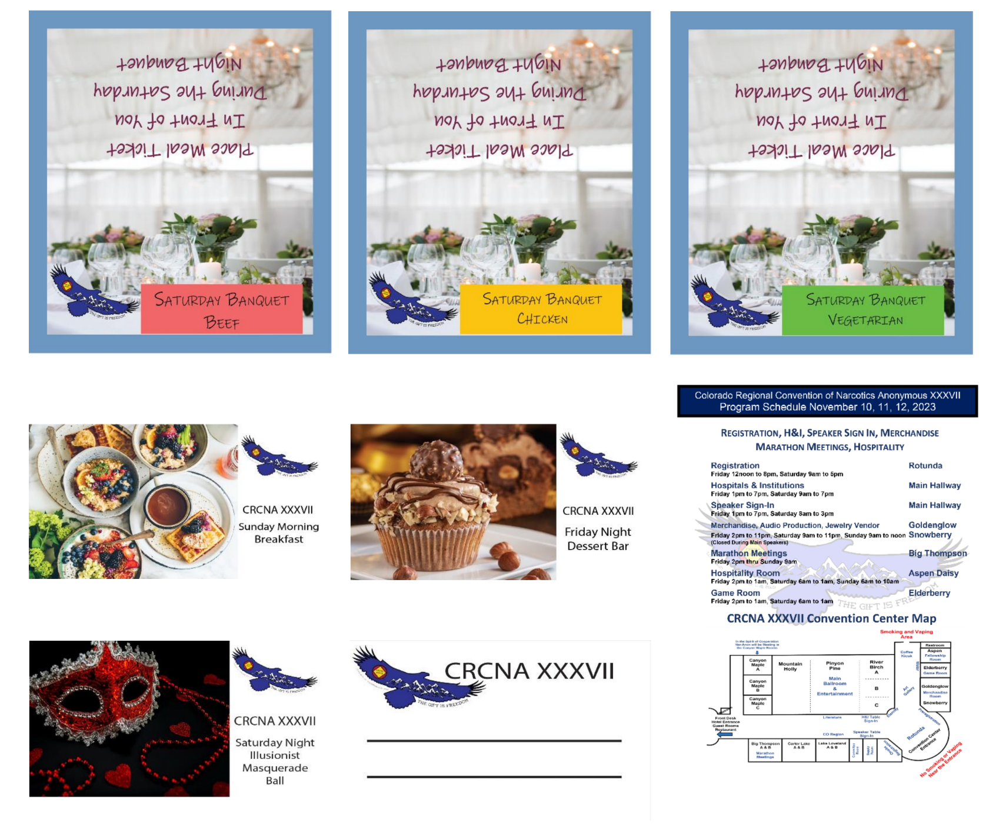 Place Meal Ticket
In Front of You
During the Saturday
Night Banquet
THE GIFT IS FREEDOM
SATURDAY BANQUET
BEEF
Place Meal Ticket
In Front of You
During the Saturday
Night Banquet
THE GIFT IS FREEDOM
SATURDAY BANQUET
CHICKEN
Place Meal Ticket
In Front of You
During the Saturday
Night Banquet
THE GIFT IS FREEDOM
SATURDAY BANQUET
VEGETARIAN
THE GIFT IS FREEDOM
CRCNA XXXVII
Sunday Morning
Breakfast
THE GIFT IS FREEDOM
CRCNA XXXVII
Friday Night
Dessert Bar
THE GIFT IS FREEDOM
CRCNA XXXVII
Saturday Night
Illusionist
Masquerade
Ball
CRCNA XXXVII
THE GIFT IS FREEDOM
Colorado Regional Convention of Narcotics Anonymous XXXVII
Program Schedule November 10, 11, 12, 2023
REGISTRATION, H&I, SPEAKER SIGN IN, MERCHANDISE
MARATHON MEETINGS, HOSPITALITY
Registration Rotunda
Friday 12noon to 8pm, Saturday 9am to 5pm
Hospitals & Institutions Main Hallway
Friday 1pm to 7pm, Saturday 9am to 7pm
Speaker Sign-In Main Hallway
Friday 1pm to 7pm, Saturday 8am to 3pm
Merchandise, Audio Production, Jewelry Vendor Goldenglow
Friday 2pm to 11pm, Saturday 9am to 11pm, Sunday 9am to noon Snowberry
(Closed During Main Speakers)
Marathon Meetings Big Thompson
Friday 2pm thru Sunday 9am
Hospitality Room Aspen Daisy
Friday 2pm to 1am, Saturday 6am to 1am, Sunday 6am to 10am
Game Room Elderberry
Friday 2pm to 1am, Saturday 6am to 1am
THE GIFT IS FREEDOM
CRCNA XXXVII Convention Center Map
Smoking and Vaping
Area
In the Spirit of Cooperation
Nar-Anon will be Meeting in
the Canyon Maple Rooms
Canyon
Maple
A
Canyon
Maple
B
Canyon
Maple
C
Mountain
Holly
Pinyon
Pine
Main
Ballroom
&
Entertainment
River
Birch
A
B
C
Coffee
Kiosk
Water
Art
Gallery
Restroom
Aspen
Fellowship
Room
Elderberry
Game Room
Goldenglow
Merchandise
Room
Snowberry
Front Desk
Hotel Entrance
Guest Rooms
Restaurant
Literature
H&I Table
Sign-In
Eternity
Preregistration
CO Region
Speaker Table
Sign-In
Rotunda
Convention Center
Entrance
Big Thompson
A & B
Marathon
Meetings
Carter Lake
A & B
Lake Loveland
A & B
Onsite
Registration
No Smoking or Vaping
Near the Entrance